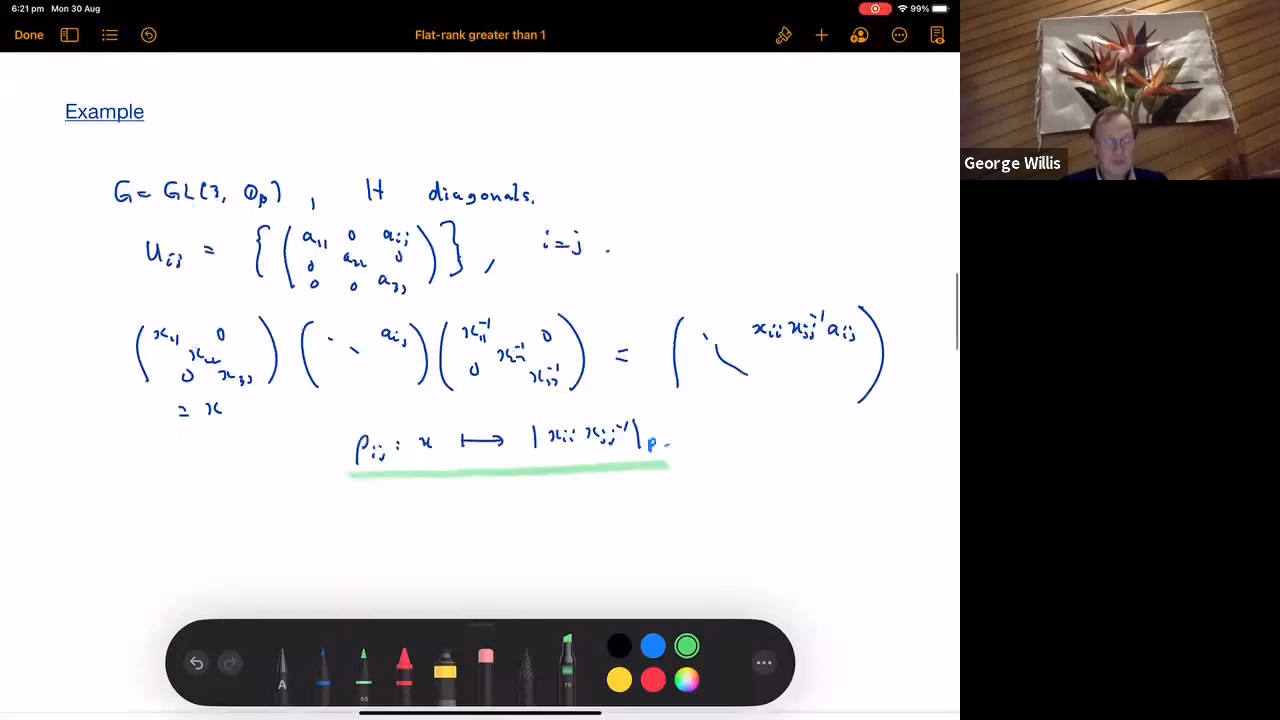 6:21 pm Mon 30 Aug
99%
Done
Flat-rank greater than 1
Example
G = GL(3, ℚp), H diagonals.
Uij = { ( a11 0 aij ; 0 a22 0 ; 0 0 a33 ) }, i=j .
( x11 0 ; x22 ; 0 x33 ) ( ⋱ aij ) ( x11⁻¹ 0 ; x22⁻¹ ; 0 x33⁻¹ ) = ( ⋱ xii xjj⁻¹ aij )
= x
ρij : x ↦ | xii xjj⁻¹ |p .
A
79
George Willis